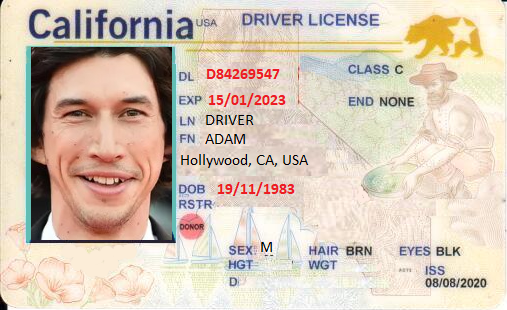 California USA DRIVER LICENSE
DL D84269547 CLASS C
EXP 15/01/2023 END NONE
LN DRIVER
FN ADAM
Hollywood, CA, USA
DOB 19/11/1983
RSTR
DONOR
SEX M HAIR BRN EYES BLK
HGT WGT
D
ISS
08/08/2020